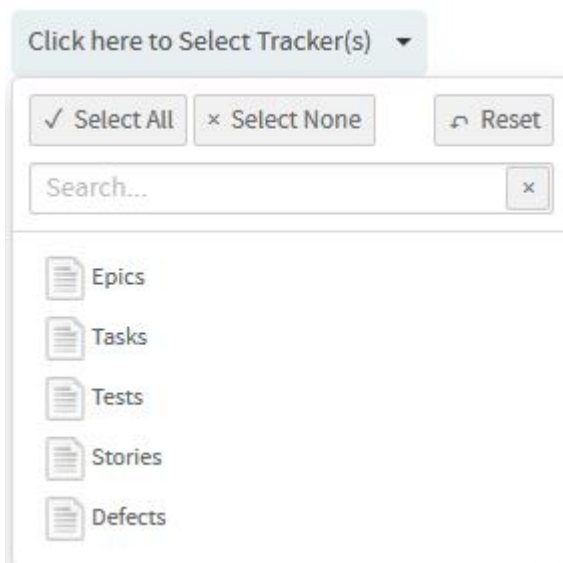 Click here to Select Tracker(s)
✓ Select All × Select None Reset
Search... ×
Epics
Tasks
Tests
Stories
Defects